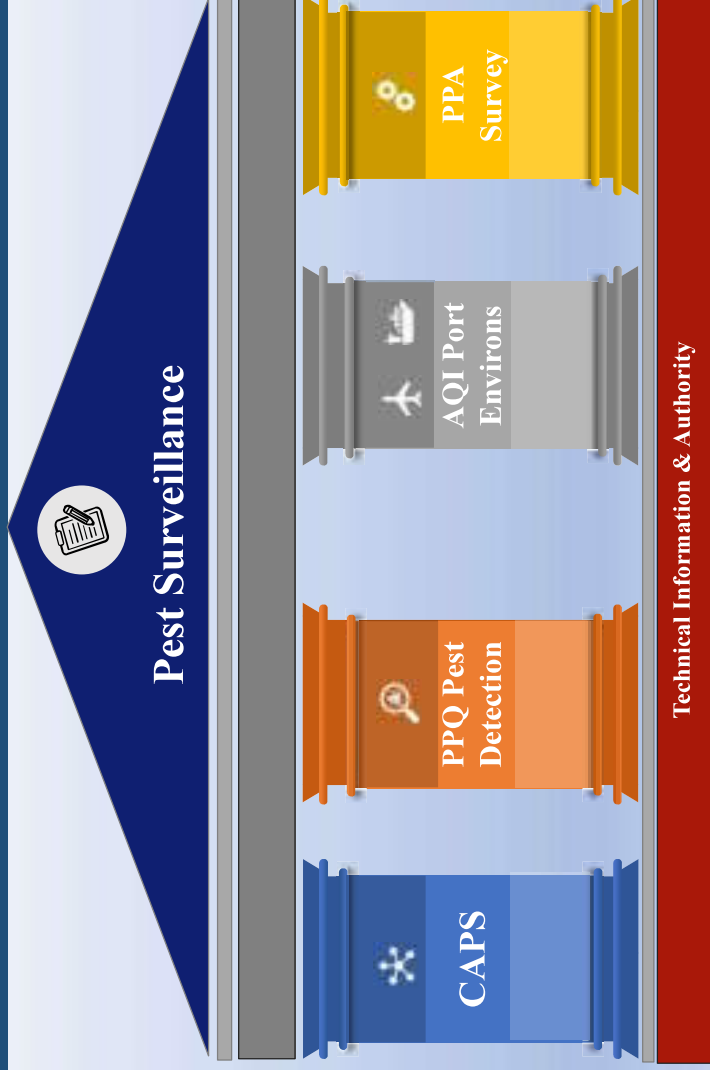 Pest Surveillance
CAPS
PPQ Pest
Detection
AQI Port
Environs
PPA
Survey
Technical Information & Authority